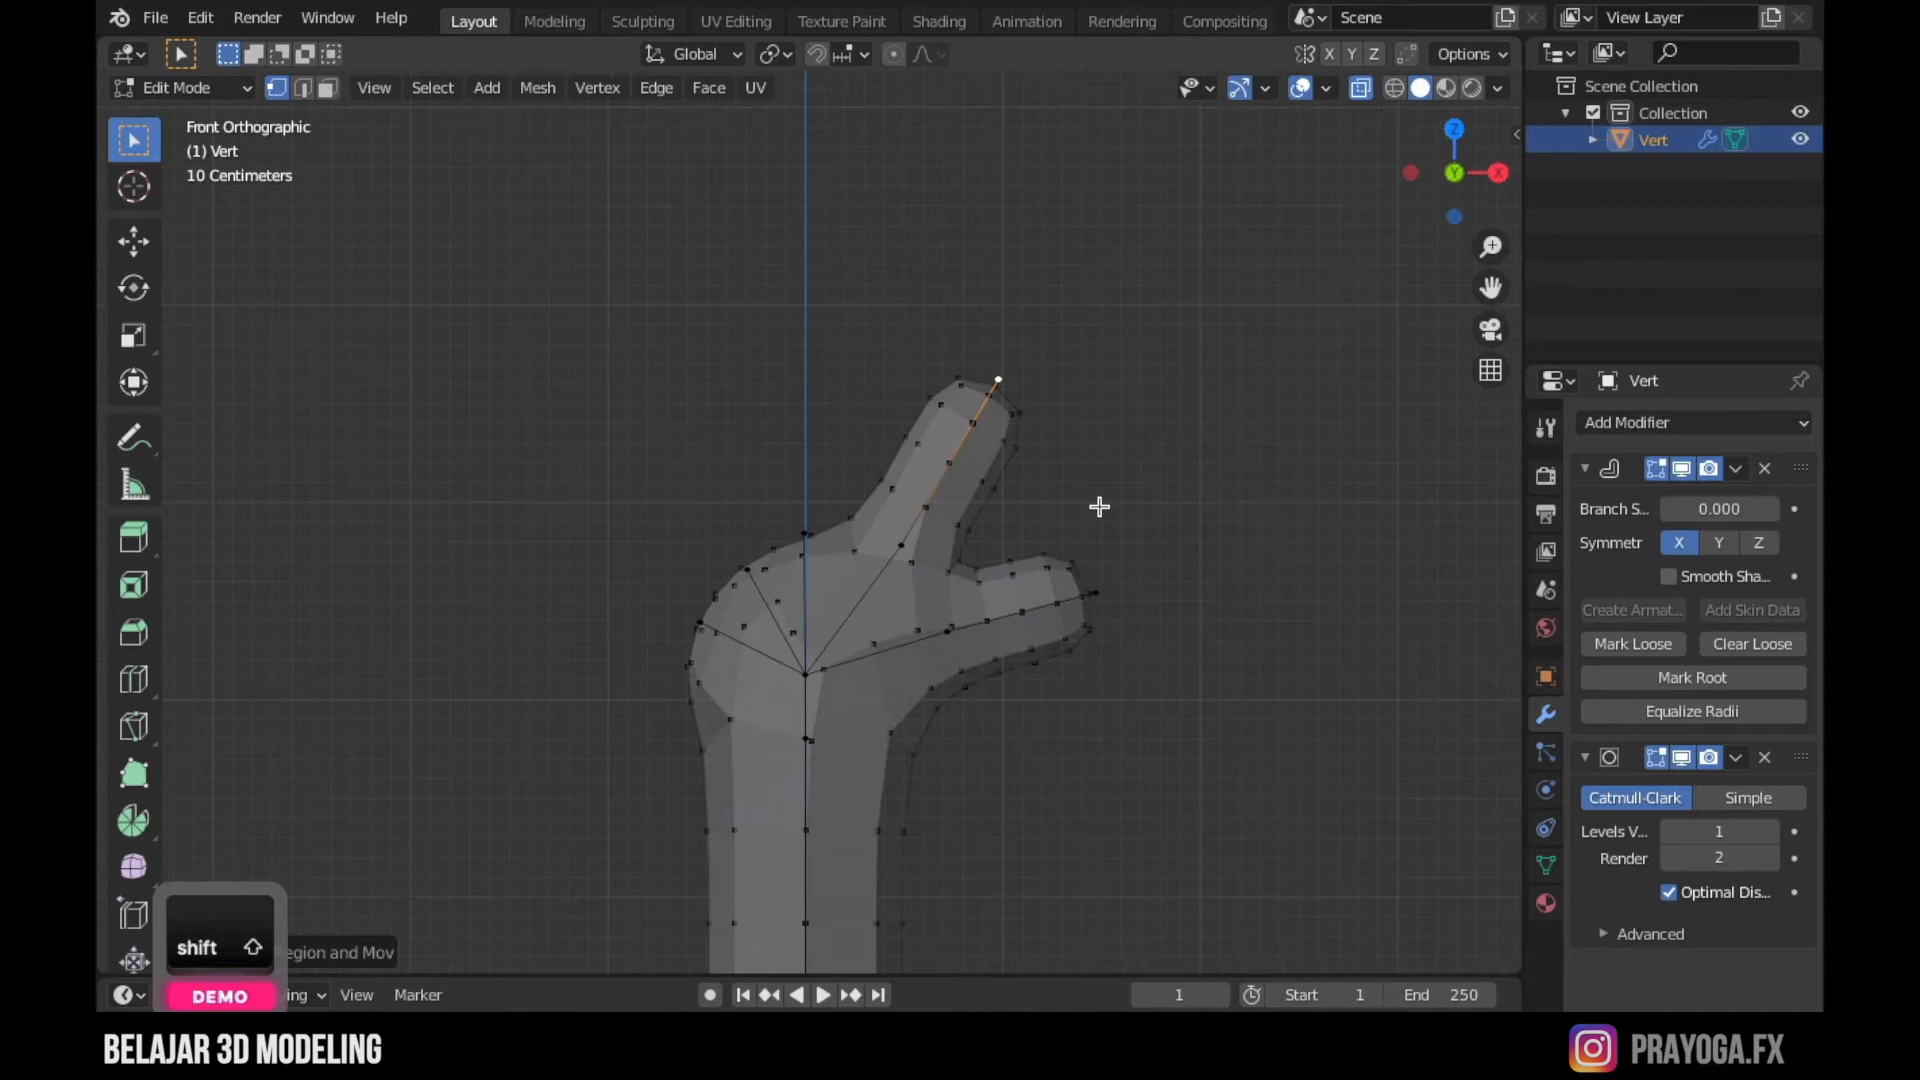 File Edit Render Window Help Layout Modeling Sculpting UV Editing Texture Paint Shading Animation Rendering Compositing Scene View Layer
Global X Y Z Options
Edit Mode View Select Add Mesh Vertex Edge Face UV
Scene Collection
Collection
Vert
Front Orthographic
(1) Vert
10 Centimeters
Z
Y
X
Vert
Add Modifier
Branch S... 0.000
Symmetr X Y Z
Smooth Sha...
Create Armat... Add Skin Data
Mark Loose Clear Loose
Mark Root
Equalize Radii
Catmull-Clark Simple
Levels V... 1
Render 2
Optimal Dis...
Advanced
shift
egion and Mov
DEMO
ing View Marker 1 Start 1 End 250
BELAJAR 3D MODELING
PRAYOGA.FX